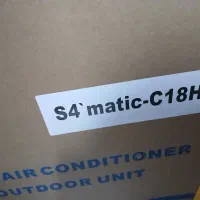 S4`matic-C18H
AIR CONDITIONER
OUTDOOR UNIT